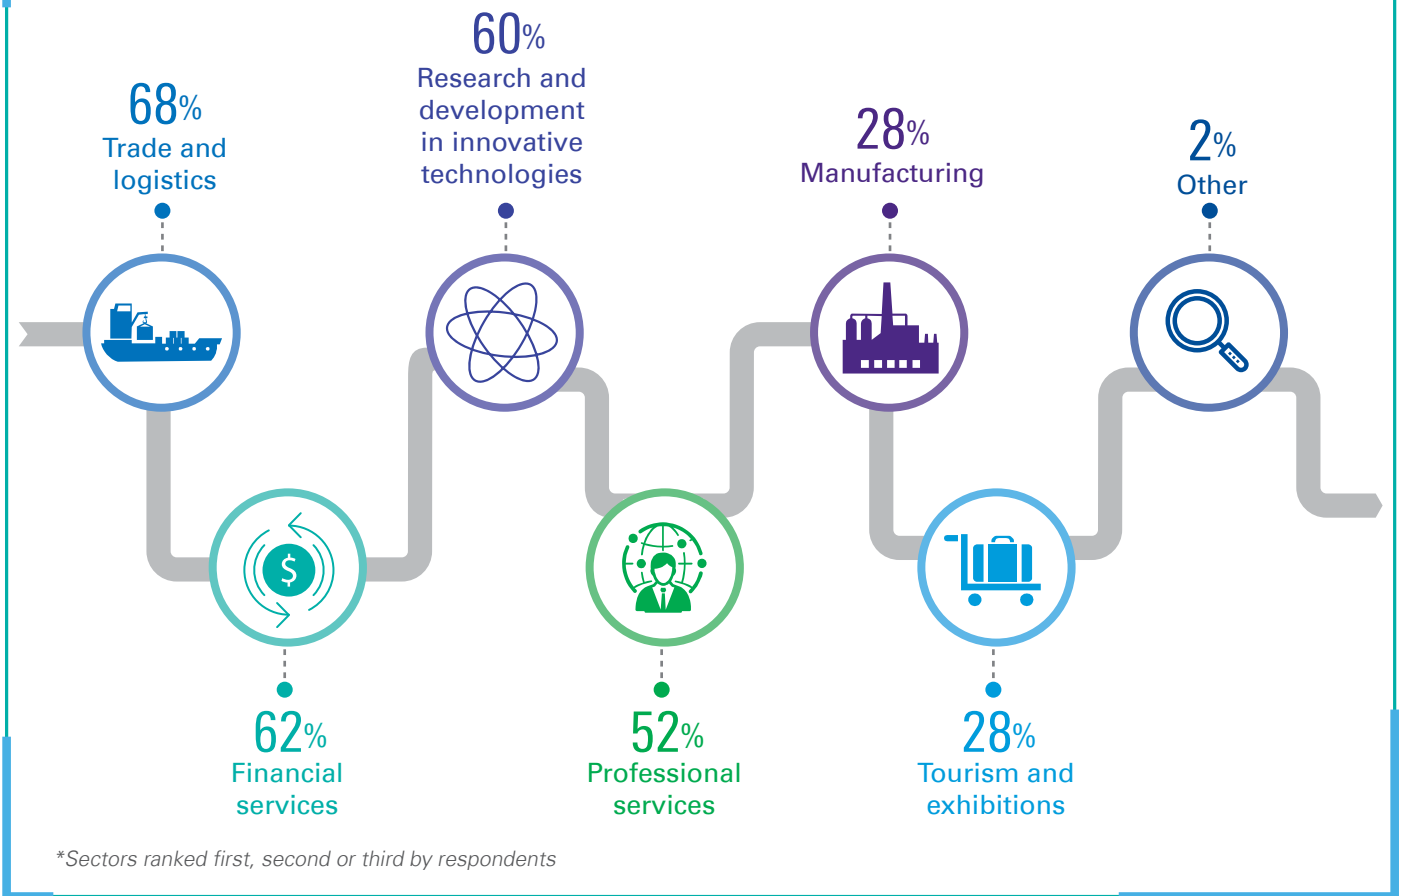 68%
Trade and
logistics
60%
Research and
development
in innovative
technologies
28%
Manufacturing
2%
Other
$
62%
Financial
services
52%
Professional
services
28%
Tourism and
exhibitions
*Sectors ranked first, second or third by respondents